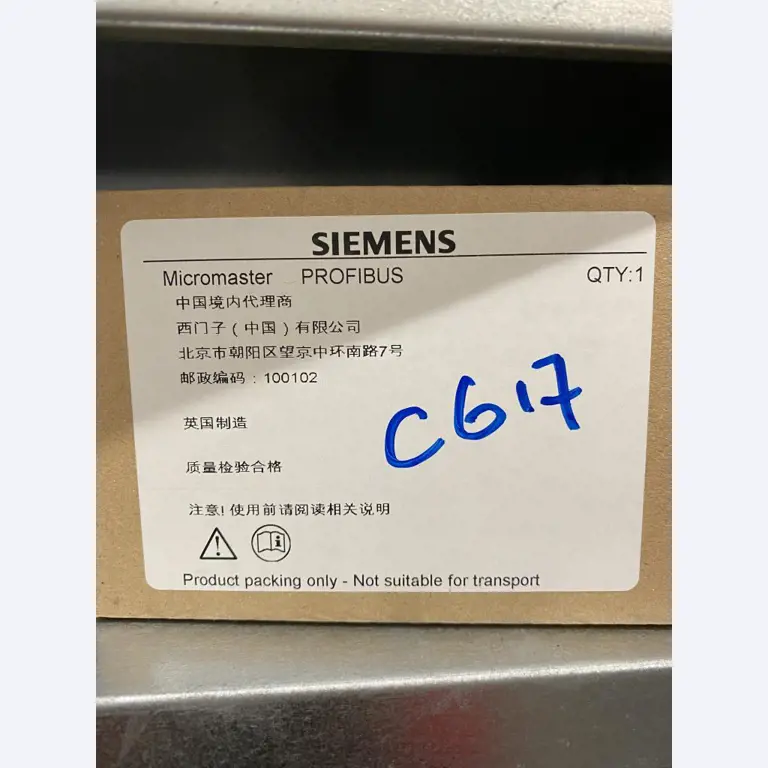 SIEMENS
Micromaster PROFIBUS QTY:1
中国境内代理商
西门子（中国）有限公司
北京市朝阳区望京中环南路7号
邮政编码：100102
C617
英国制造
质量检验合格
注意! 使用前请阅读相关说明
Product packing only - Not suitable for transport